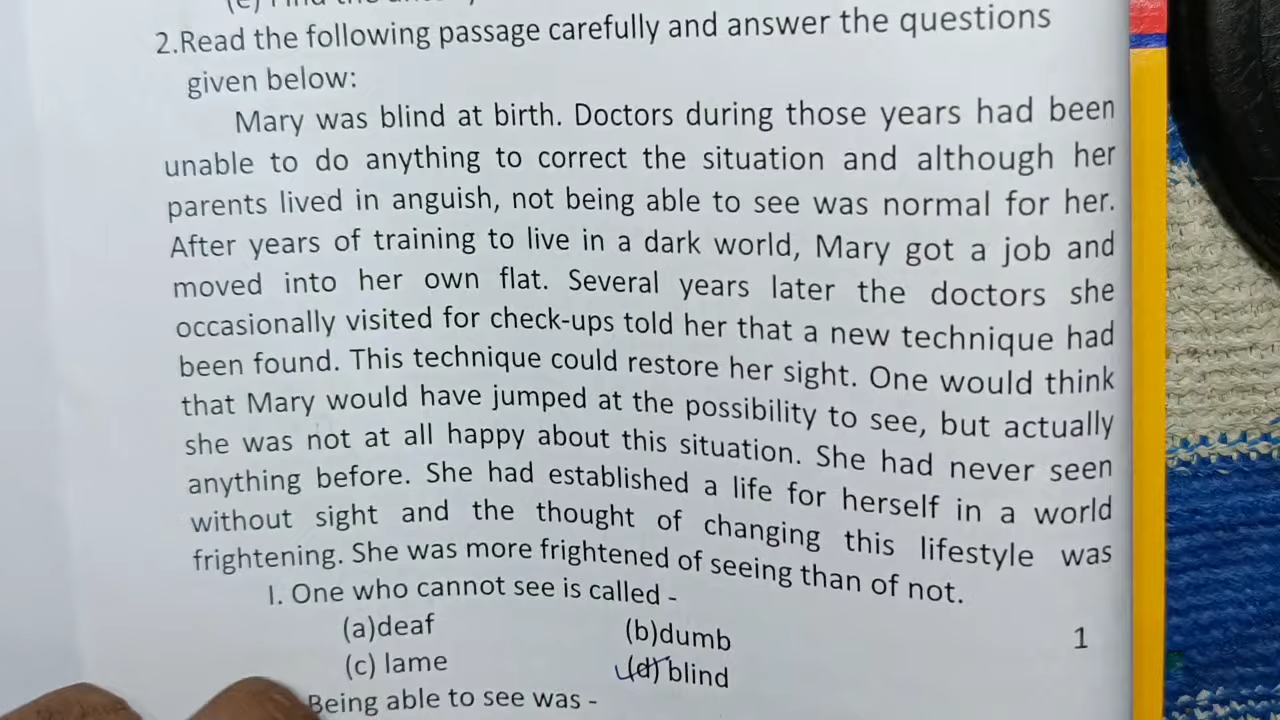 2.Read the following passage carefully and answer the questions
given below:
Mary was blind at birth. Doctors during those years had been
unable to do anything to correct the situation and although her
parents lived in anguish, not being able to see was normal for her.
After years of training to live in a dark world, Mary got a job and
moved into her own flat. Several years later the doctors she
occasionally visited for check-ups told her that a new technique had
been found. This technique could restore her sight. One would think
that Mary would have jumped at the possibility to see, but actually
she was not at all happy about this situation. She had never seen
anything before. She had established a life for herself in a world
without sight and the thought of changing this lifestyle was
frightening. She was more frightened of seeing than of not.
I. One who cannot see is called -
(a)deaf (b)dumb 1
(c) lame (d) blind
Being able to see was -